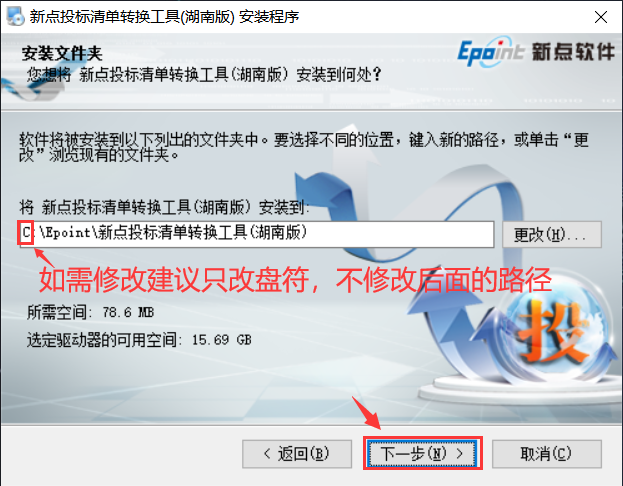 新点投标清单转换工具(湖南版) 安装程序
安装文件夹
您想将 新点投标清单转换工具(湖南版) 安装到何处?
Epoint 新点软件
软件将被安装到以下列出的文件夹中。要选择不同的位置，键入新的路径，或单击“更
改”浏览现有的文件夹。
将 新点投标清单转换工具(湖南版) 安装到:
C:\Epoint\新点投标清单转换工具(湖南版)
更改(H)...
如需修改建议只改盘符，不修改后面的路径
所需空间: 78.6 MB
选定驱动器的可用空间: 15.69 GB
投
< 返回(B)
下一步(N) >
取消(C)